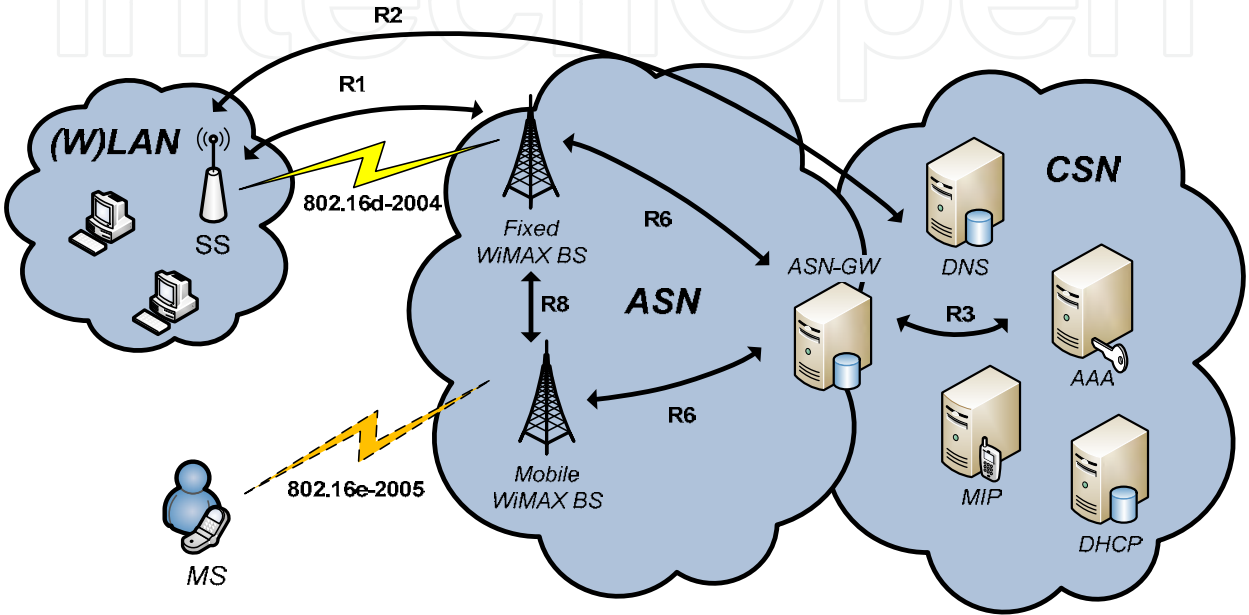 intechopen
R2
R1
(W)LAN
802.16d-2004
SS
Fixed
WiMAX BS
R6
R8
ASN
ASN-GW
R6
Mobile
WiMAX BS
802.16e-2005
MS
CSN
DNS
R3
AAA
MIP
DHCP